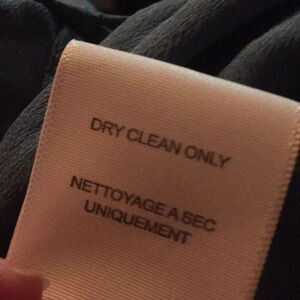 DRY CLEAN ONLY
NETTOYAGE A SEC
UNIQUEMENT